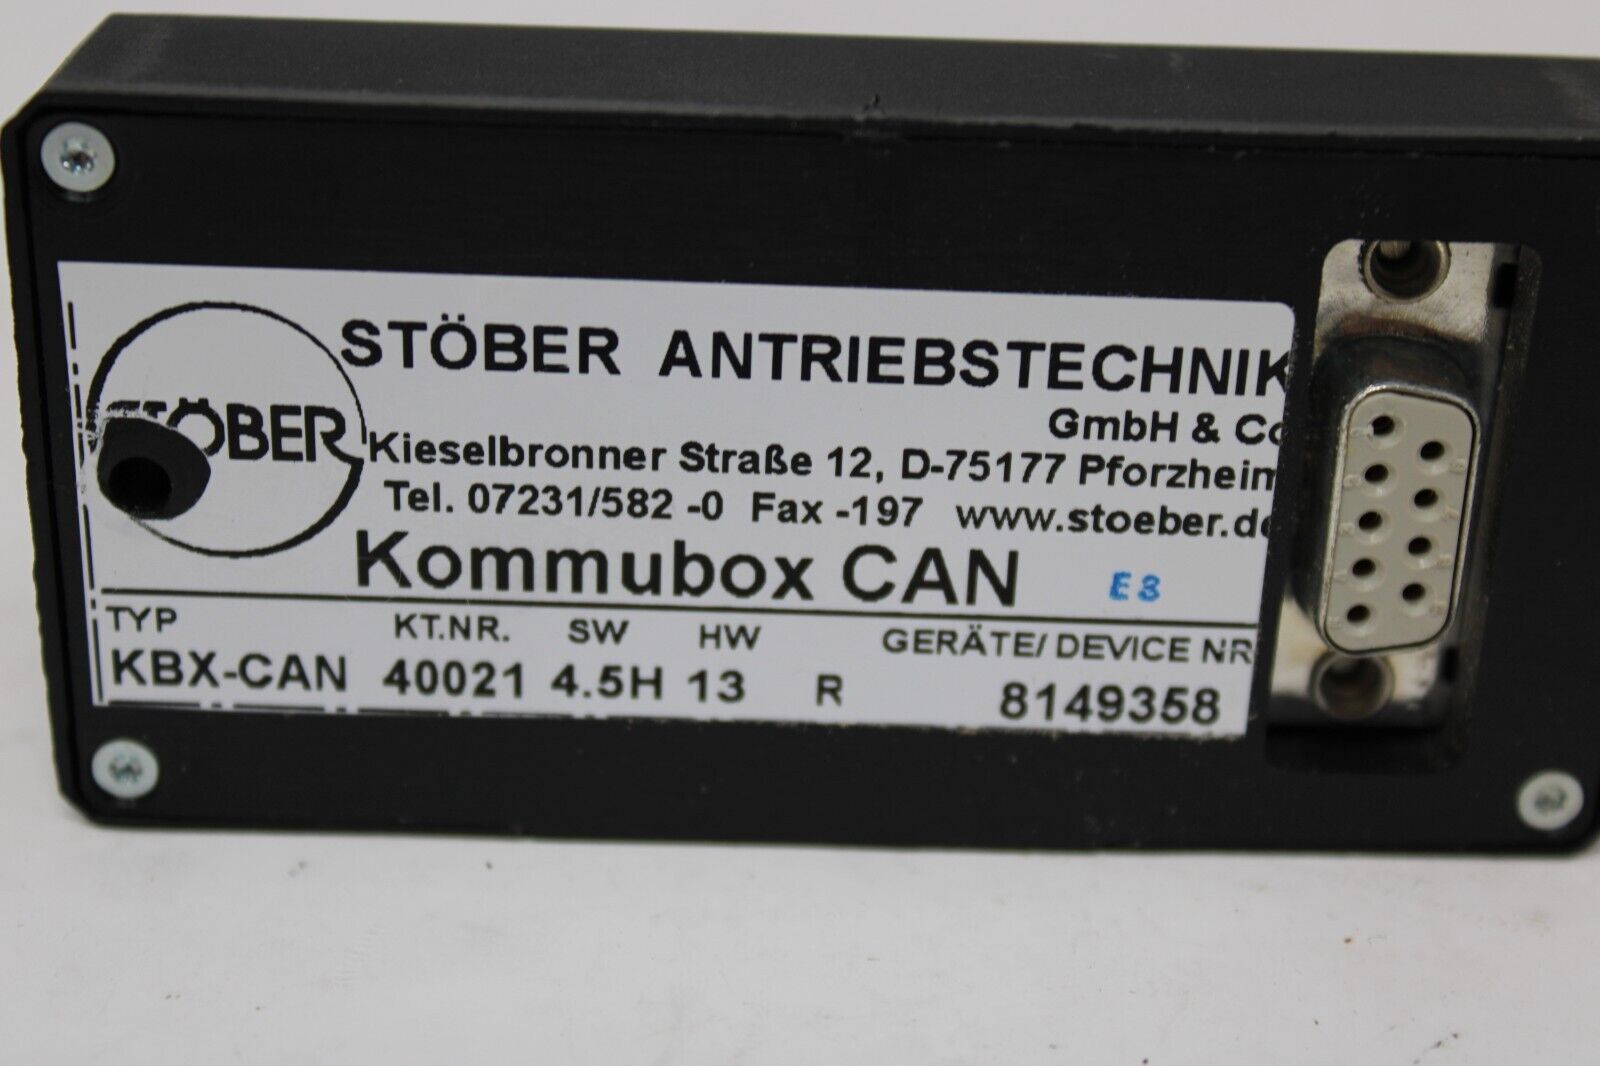 STÖBER ANTRIEBSTECHNIK
GmbH & Co
STÖBER
Kieselbronner Straße 12, D-75177 Pforzheim
Tel. 07231/582 -0 Fax -197 www.stoeber.de
Kommubox CAN E3
TYP KT.NR. SW HW GERÄTE/ DEVICE NR
KBX-CAN 40021 4.5H 13 R 8149358